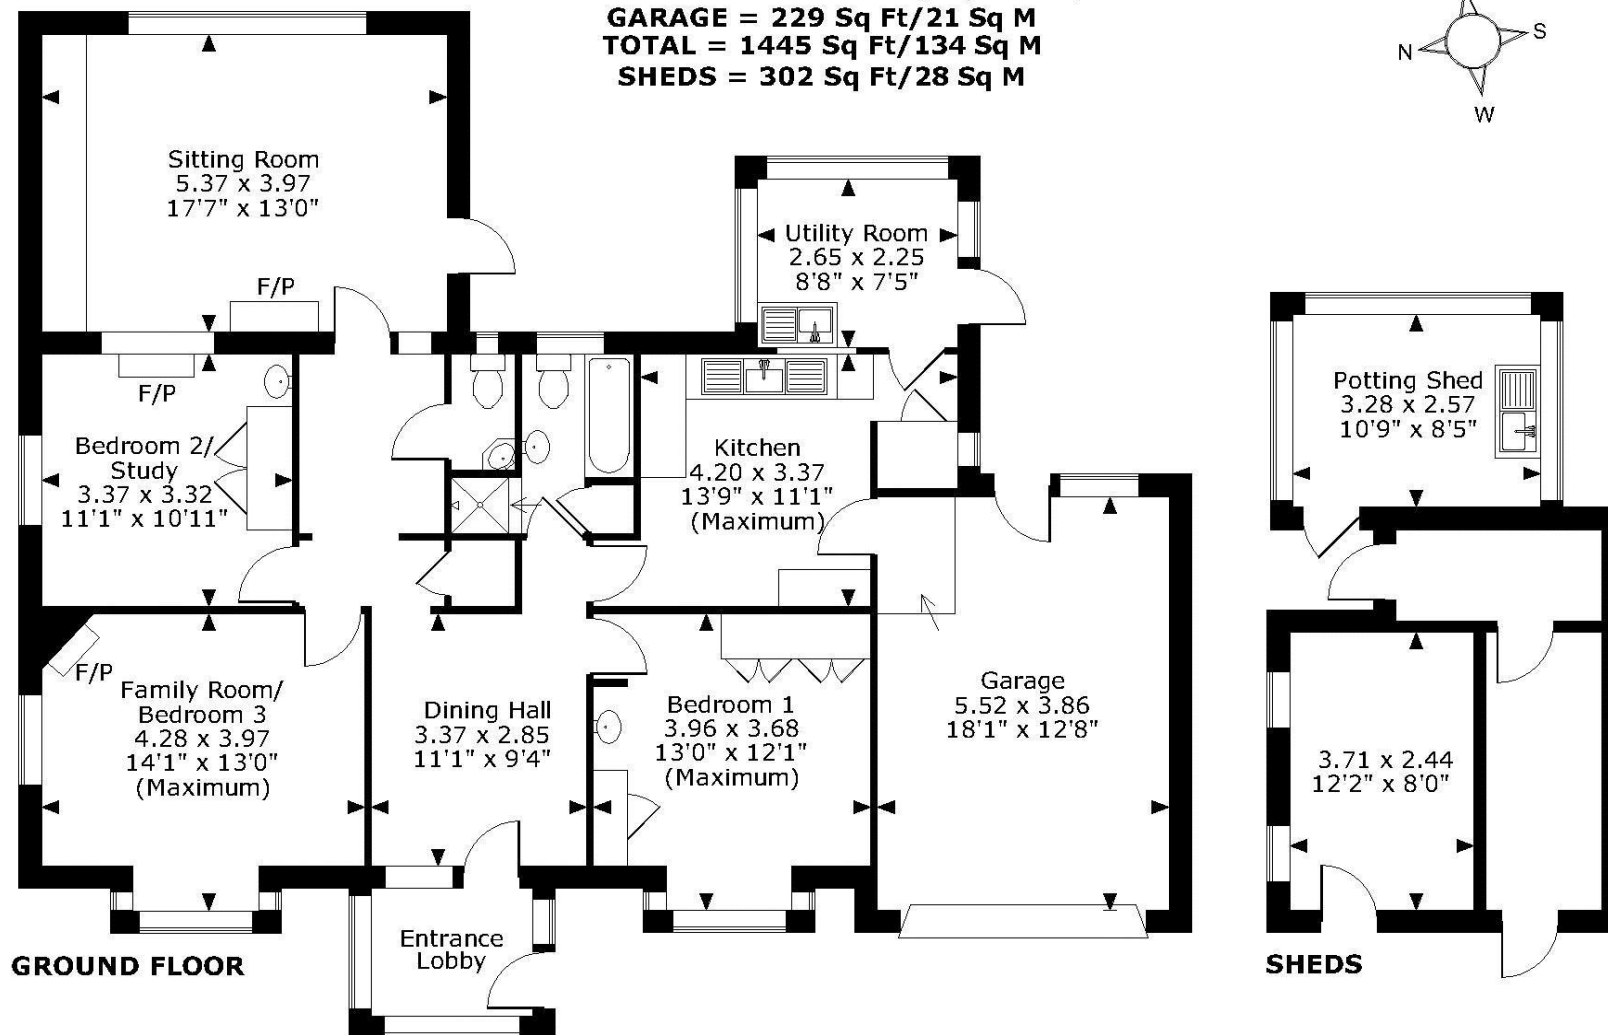 GARAGE = 229 Sq Ft/21 Sq M
TOTAL = 1445 Sq Ft/134 Sq M
SHEDS = 302 Sq Ft/28 Sq M
N
S
W
Sitting Room
5.37 x 3.97
17'7" x 13'0"
F/P
Utility Room
2.65 x 2.25
8'8" x 7'5"
F/P
Bedroom 2/
Study
3.37 x 3.32
11'1" x 10'11"
Kitchen
4.20 x 3.37
13'9" x 11'1"
(Maximum)
Potting Shed
3.28 x 2.57
10'9" x 8'5"
F/P
Family Room/
Bedroom 3
4.28 x 3.97
14'1" x 13'0"
(Maximum)
Dining Hall
3.37 x 2.85
11'1" x 9'4"
Bedroom 1
3.96 x 3.68
13'0" x 12'1"
(Maximum)
Garage
5.52 x 3.86
18'1" x 12'8"
3.71 x 2.44
12'2" x 8'0"
Entrance
Lobby
GROUND FLOOR
SHEDS